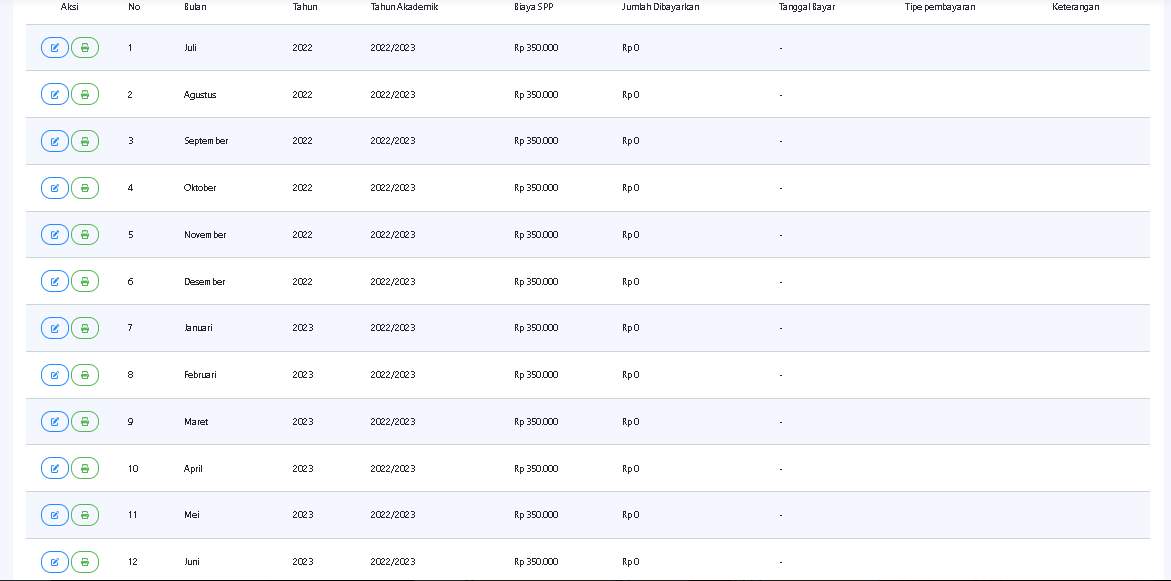 Aksi No Bulan Tahun Tahun Akademik Biaya SPP Jumlah Dibayarkan Tanggal Bayar Tipe pembayaran Keterangan
1 Juli 2022 2022/2023 Rp 350.000 Rp 0 -
2 Agustus 2022 2022/2023 Rp 350.000 Rp 0 -
3 September 2022 2022/2023 Rp 350.000 Rp 0 -
4 Oktober 2022 2022/2023 Rp 350.000 Rp 0 -
5 November 2022 2022/2023 Rp 350.000 Rp 0 -
6 Desember 2022 2022/2023 Rp 350.000 Rp 0 -
7 Januari 2023 2022/2023 Rp 350.000 Rp 0 -
8 Februari 2023 2022/2023 Rp 350.000 Rp 0 -
9 Maret 2023 2022/2023 Rp 350.000 Rp 0 -
10 April 2023 2022/2023 Rp 350.000 Rp 0 -
11 Mei 2023 2022/2023 Rp 350.000 Rp 0 -
12 Juni 2023 2022/2023 Rp 350.000 Rp 0 -